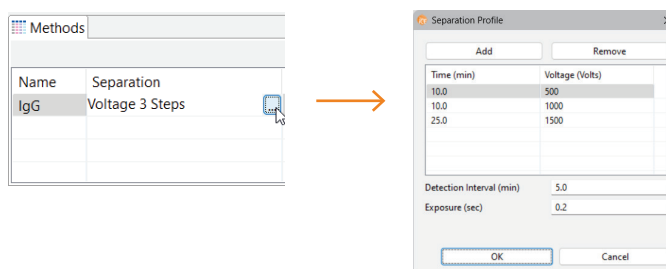 Methods
Name Separation
IgG Voltage 3 Steps ...
Separation Profile
Add Remove
Time (min) Voltage (Volts)
10.0 500
10.0 1000
25.0 1500
Detection Interval (min) 5.0
Exposure (sec) 0.2
OK Cancel